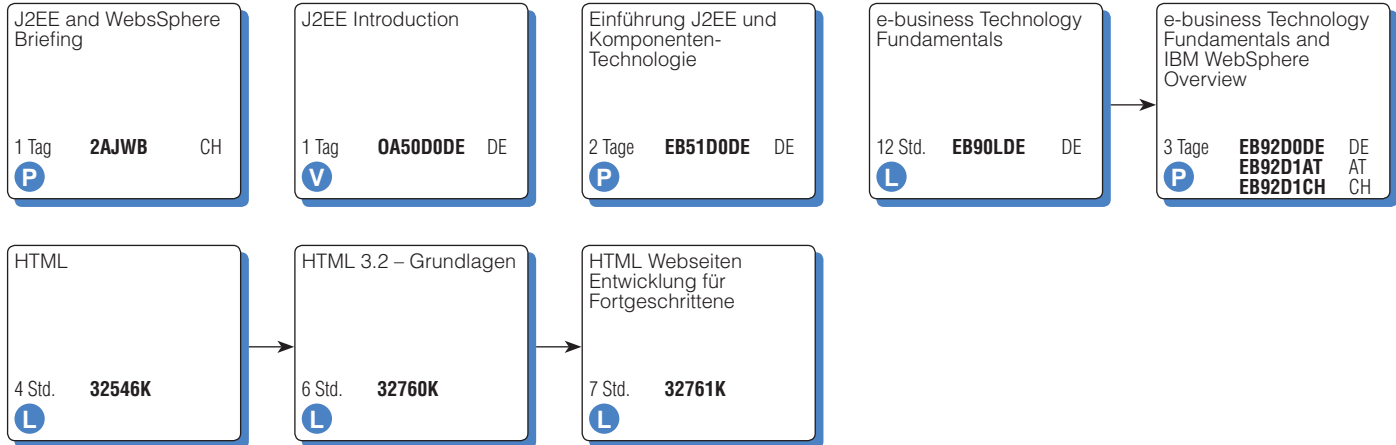 J2EE and WebsSphere
Briefing
1 Tag 2AJWB CH
P
J2EE Introduction
1 Tag OA50D0DE DE
V
Einführung J2EE und
Komponenten-
Technologie
2 Tage EB51D0DE DE
P
e-business Technology
Fundamentals
12 Std. EB90LDE DE
L
e-business Technology
Fundamentals and
IBM WebSphere
Overview
3 Tage EB92D0DE DE
EB92D1AT AT
P EB92D1CH CH
HTML
4 Std. 32546K
L
HTML 3.2 – Grundlagen
6 Std. 32760K
L
HTML Webseiten
Entwicklung für
Fortgeschrittene
7 Std. 32761K
L